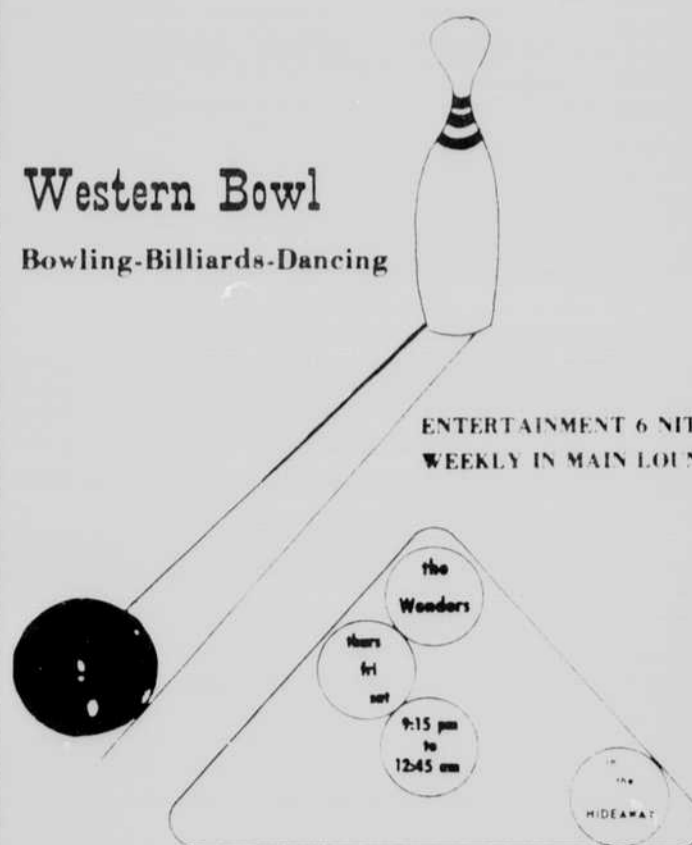 Western Bowl
Bowling-Billiards-Dancing
ENTERTAINMENT 6 NIT
WEEKLY IN MAIN LOUN
the
Wonders
thurs
fri
sat
9:15 pm
to
12:45 am
in
the
HIDEAWAY